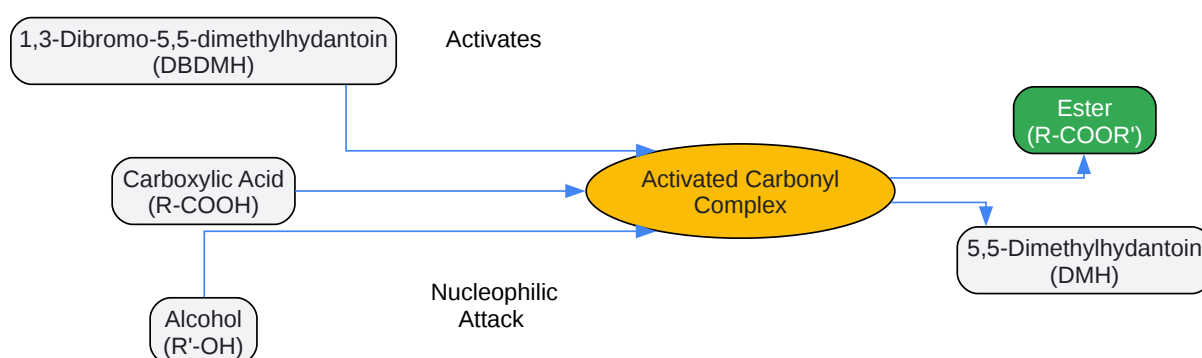 1,3-Dibromo-5,5-dimethylhydantoin
(DBDMH)
Activates
Ester
(R-COOR')
Carboxylic Acid
(R-COOH)
Activated Carbonyl
Complex
5,5-Dimethylhydantoin
(DMH)
Nucleophilic
Attack
Alcohol
(R'-OH)